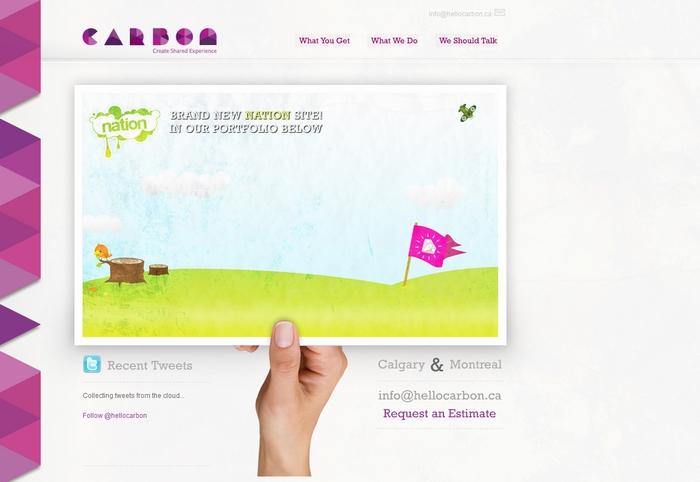 info@hellocarbon.ca
CARBON
Create Shared Experience
What You Get
What We Do
We Should Talk
nation
BRAND NEW NATION SITE!
IN OUR PORTFOLIO BELOW
Recent Tweets
Collecting tweets from the cloud...
Follow @hellocarbon
Calgary & Montreal
info@hellocarbon.ca
Request an Estimate